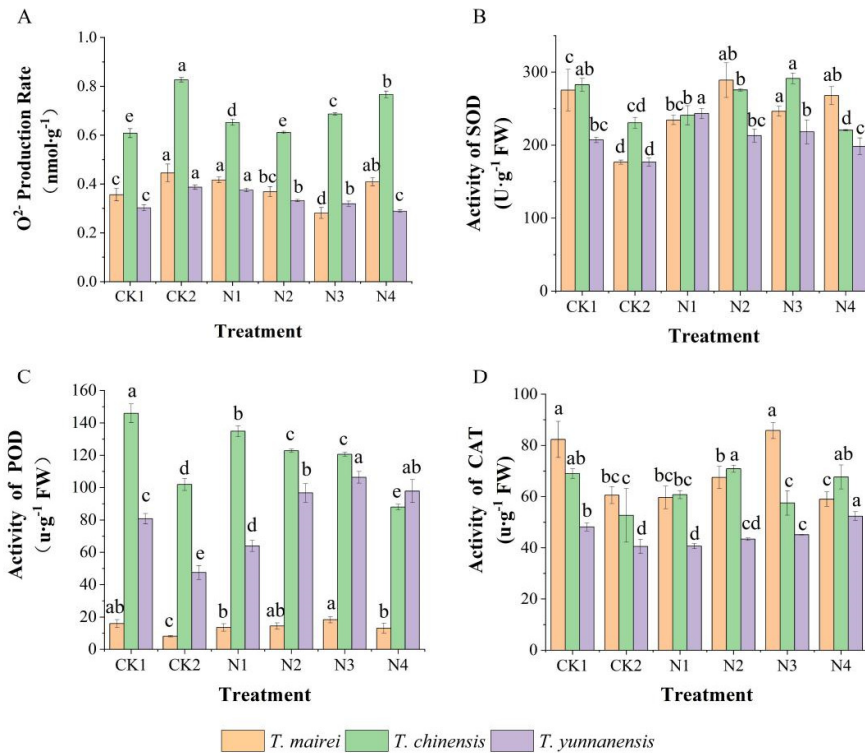 A
O²⁻ Production Rate
(nmol·g⁻¹)
1.0
0.8
0.6
0.4
0.2
0.0
c e c
a a a
a d a
bc e b
d c b
ab b c
CK1 CK2 N1 N2 N3 N4
Treatment
B
Activity of SOD
(U·g⁻¹ FW)
300
200
100
0
c ab bc
d cd d
bc b a
ab b b
a a b
ab d c
CK1 CK2 N1 N2 N3 N4
Treatment
C
Activity of POD
(u·g⁻¹ FW)
160
140
120
100
80
60
40
20
0
ab a c
c d e
b b d
ab c b
a c a
b e ab
CK1 CK2 N1 N2 N3 N4
Treatment
D
Activity of CAT
(u·g⁻¹ FW)
100
80
60
40
20
0
a ab b
bc c d
bc bc d
b a cd
a c c
c ab a
CK1 CK2 N1 N2 N3 N4
Treatment
T. mairei T. chinensis T. yunnanensis